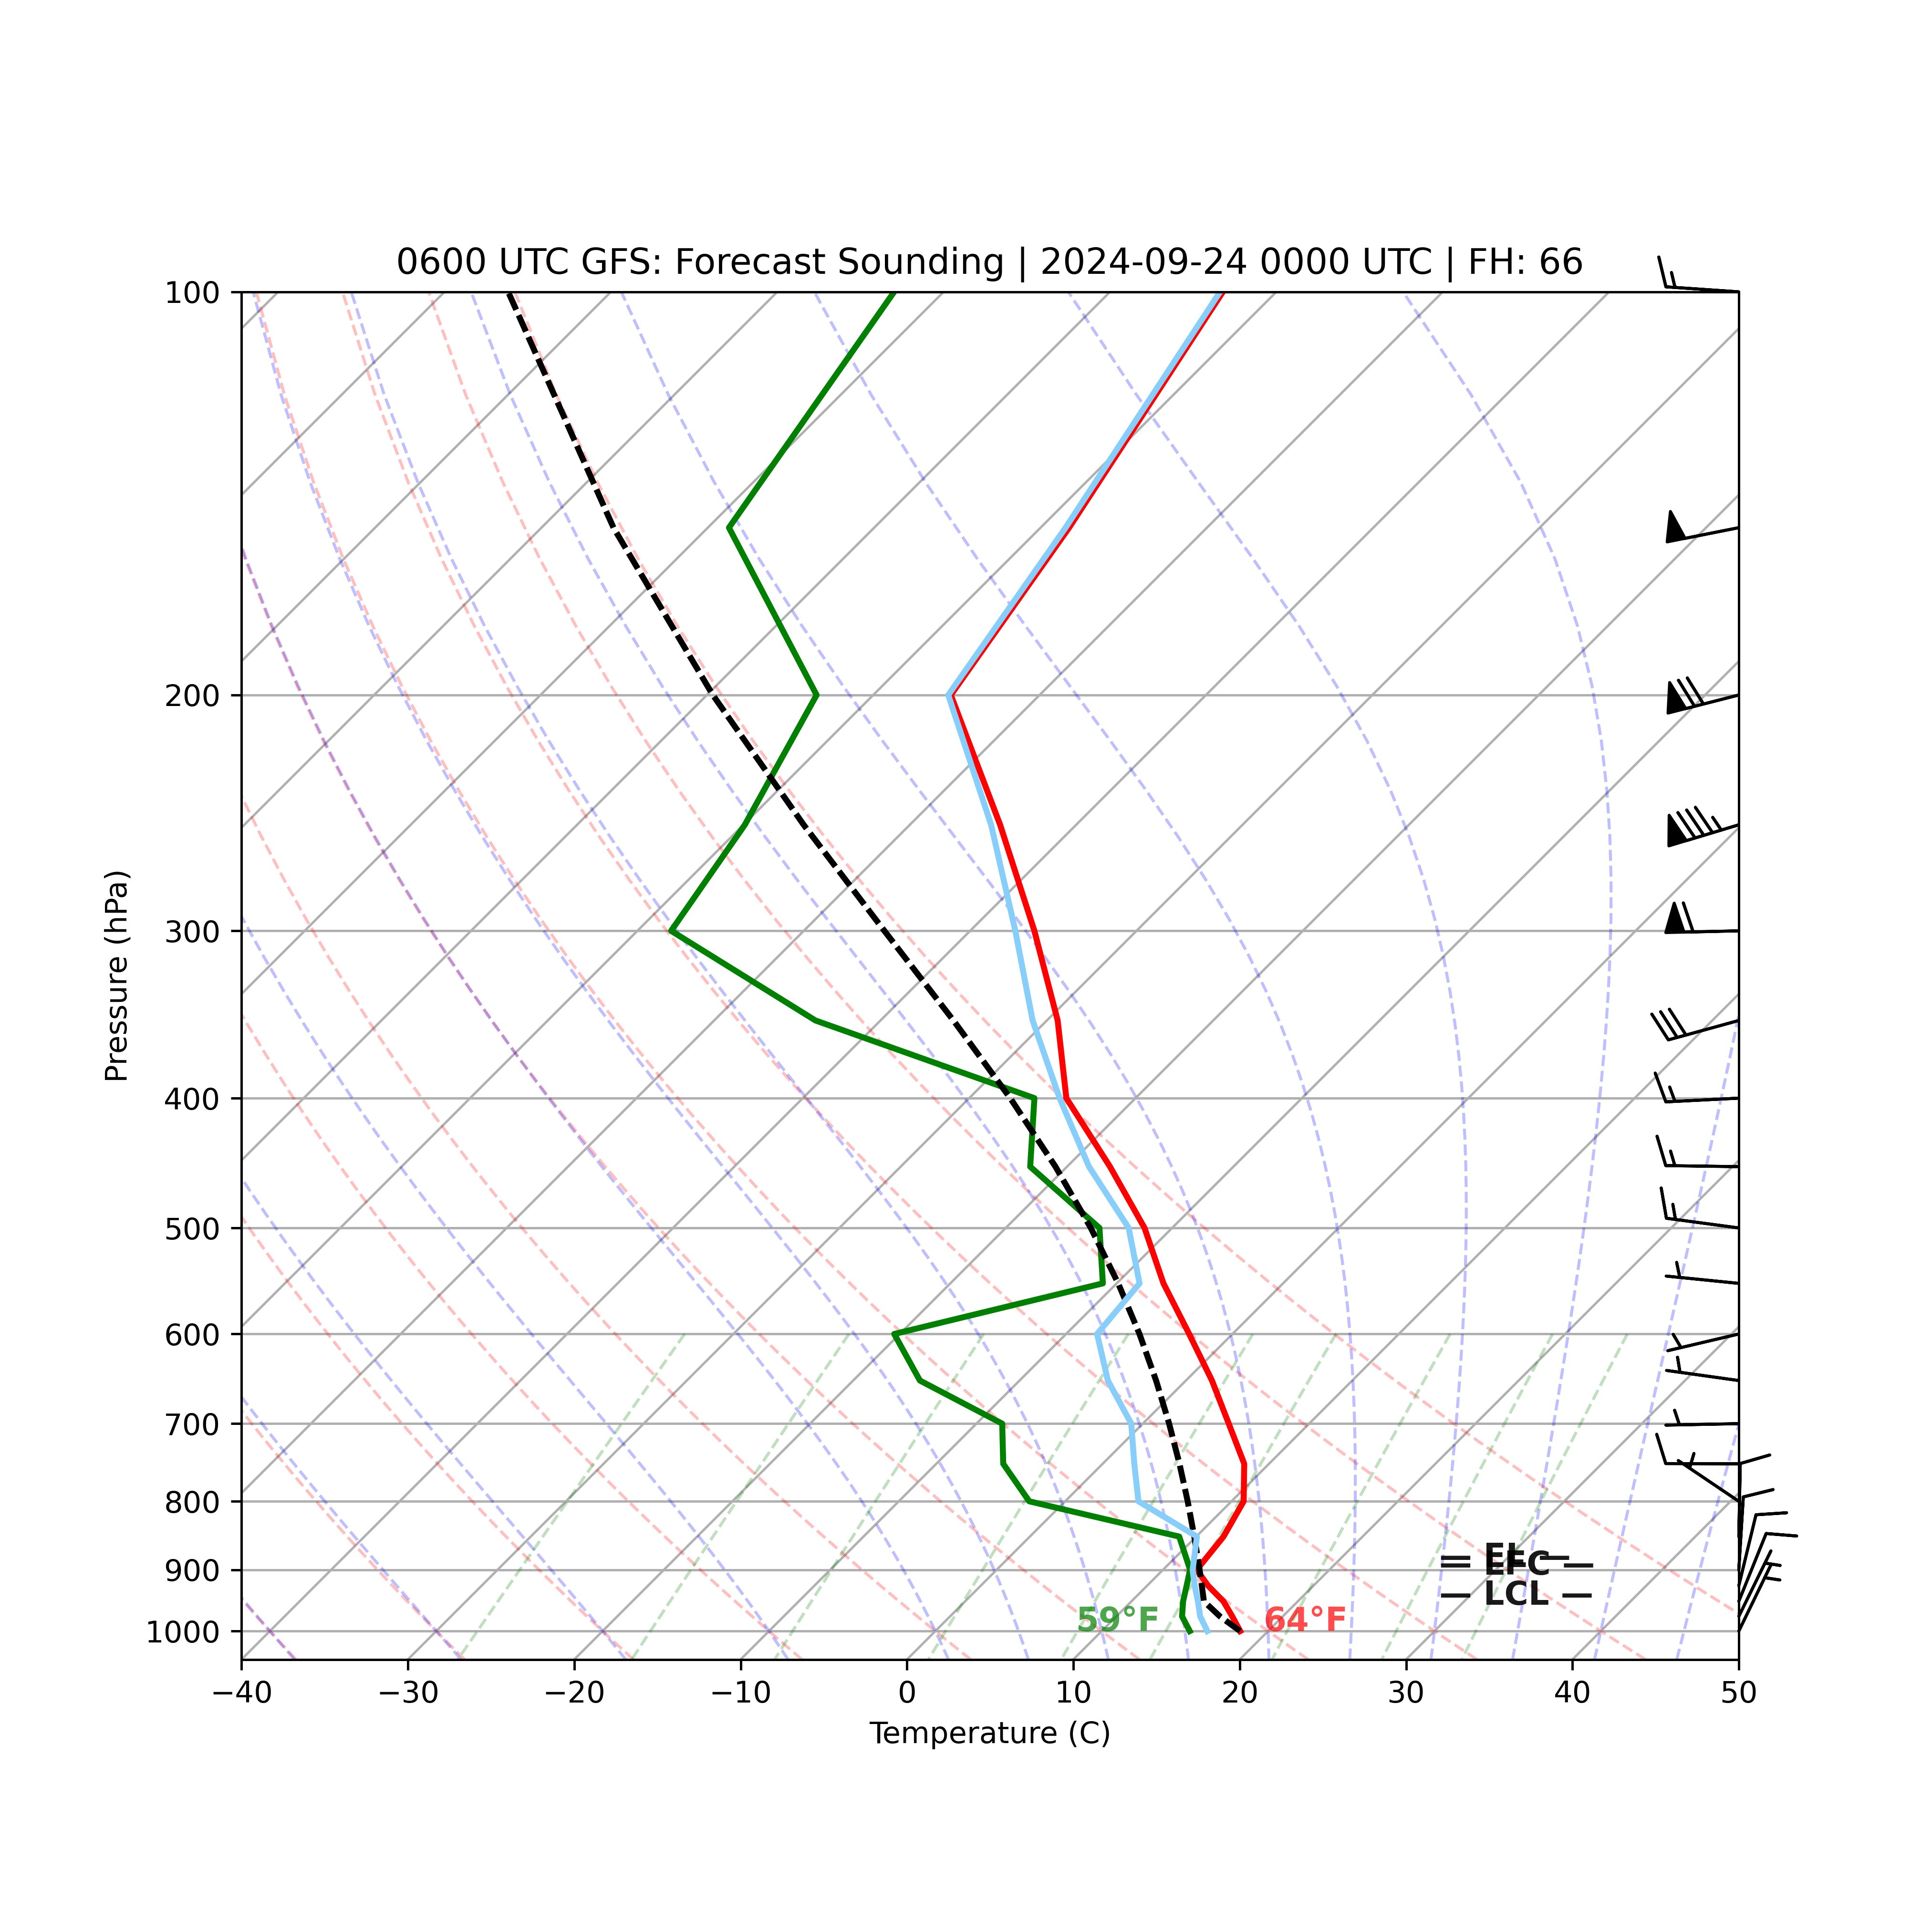 0600 UTC GFS: Forecast Sounding | 2024-09-24 0000 UTC | FH: 66
100
200
300
400
500
600
700
800
900
1000
Pressure (hPa)
— EL —
— LFC —
— LCL —
59°F
64°F
−40 −30 −20 −10 0 10 20 30 40 50
Temperature (C)